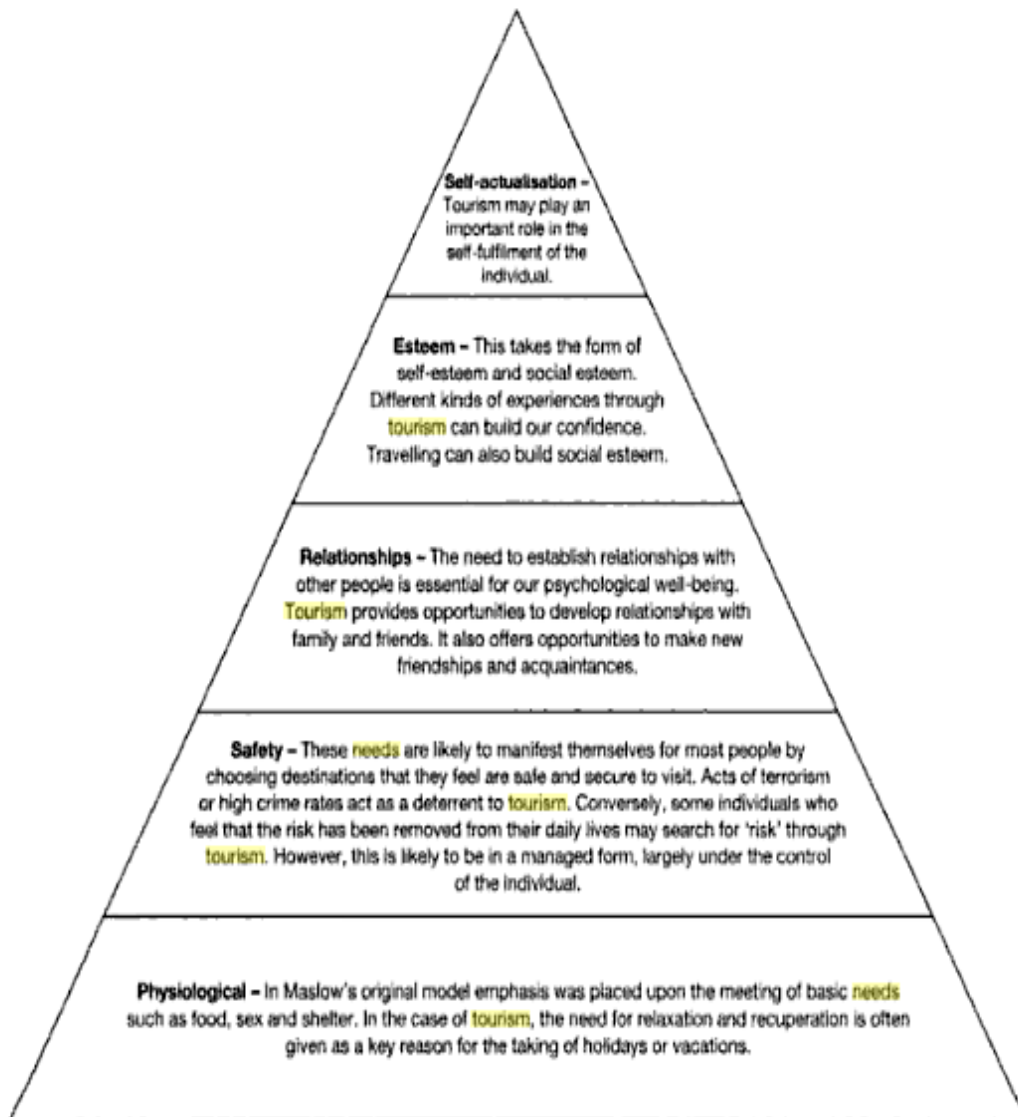 Self-actualisation –
Tourism may play an
important role in the
self-fulfilment of the
individual.
Esteem – This takes the form of
self-esteem and social esteem.
Different kinds of experiences through
tourism can build our confidence.
Travelling can also build social esteem.
Relationships – The need to establish relationships with
other people is essential for our psychological well-being.
Tourism provides opportunities to develop relationships with
family and friends. It also offers opportunities to make new
friendships and acquaintances.
Safety – These needs are likely to manifest themselves for most people by
choosing destinations that they feel are safe and secure to visit. Acts of terrorism
or high crime rates act as a deterrent to tourism. Conversely, some individuals who
feel that the risk has been removed from their daily lives may search for 'risk' through
tourism. However, this is likely to be in a managed form, largely under the control
of the individual.
Physiological – In Maslow's original model emphasis was placed upon the meeting of basic needs
such as food, sex and shelter. In the case of tourism, the need for relaxation and recuperation is often
given as a key reason for the taking of holidays or vacations.